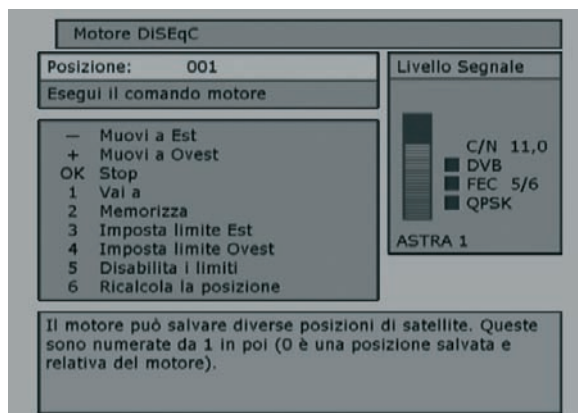 Motore DiSEqC
Posizione: 001
Esegui il comando motore
— Muovi a Est
+ Muovi a Ovest
OK Stop
1 Vai a
2 Memorizza
3 Imposta limite Est
4 Imposta limite Ovest
5 Disabilita i limiti
6 Ricalcola la posizione
Livello Segnale
C/N 11,0
DVB
FEC 5/6
QPSK
ASTRA 1
Il motore può salvare diverse posizioni di satellite. Queste
sono numerate da 1 in poi (0 è una posizione salvata e
relativa del motore).